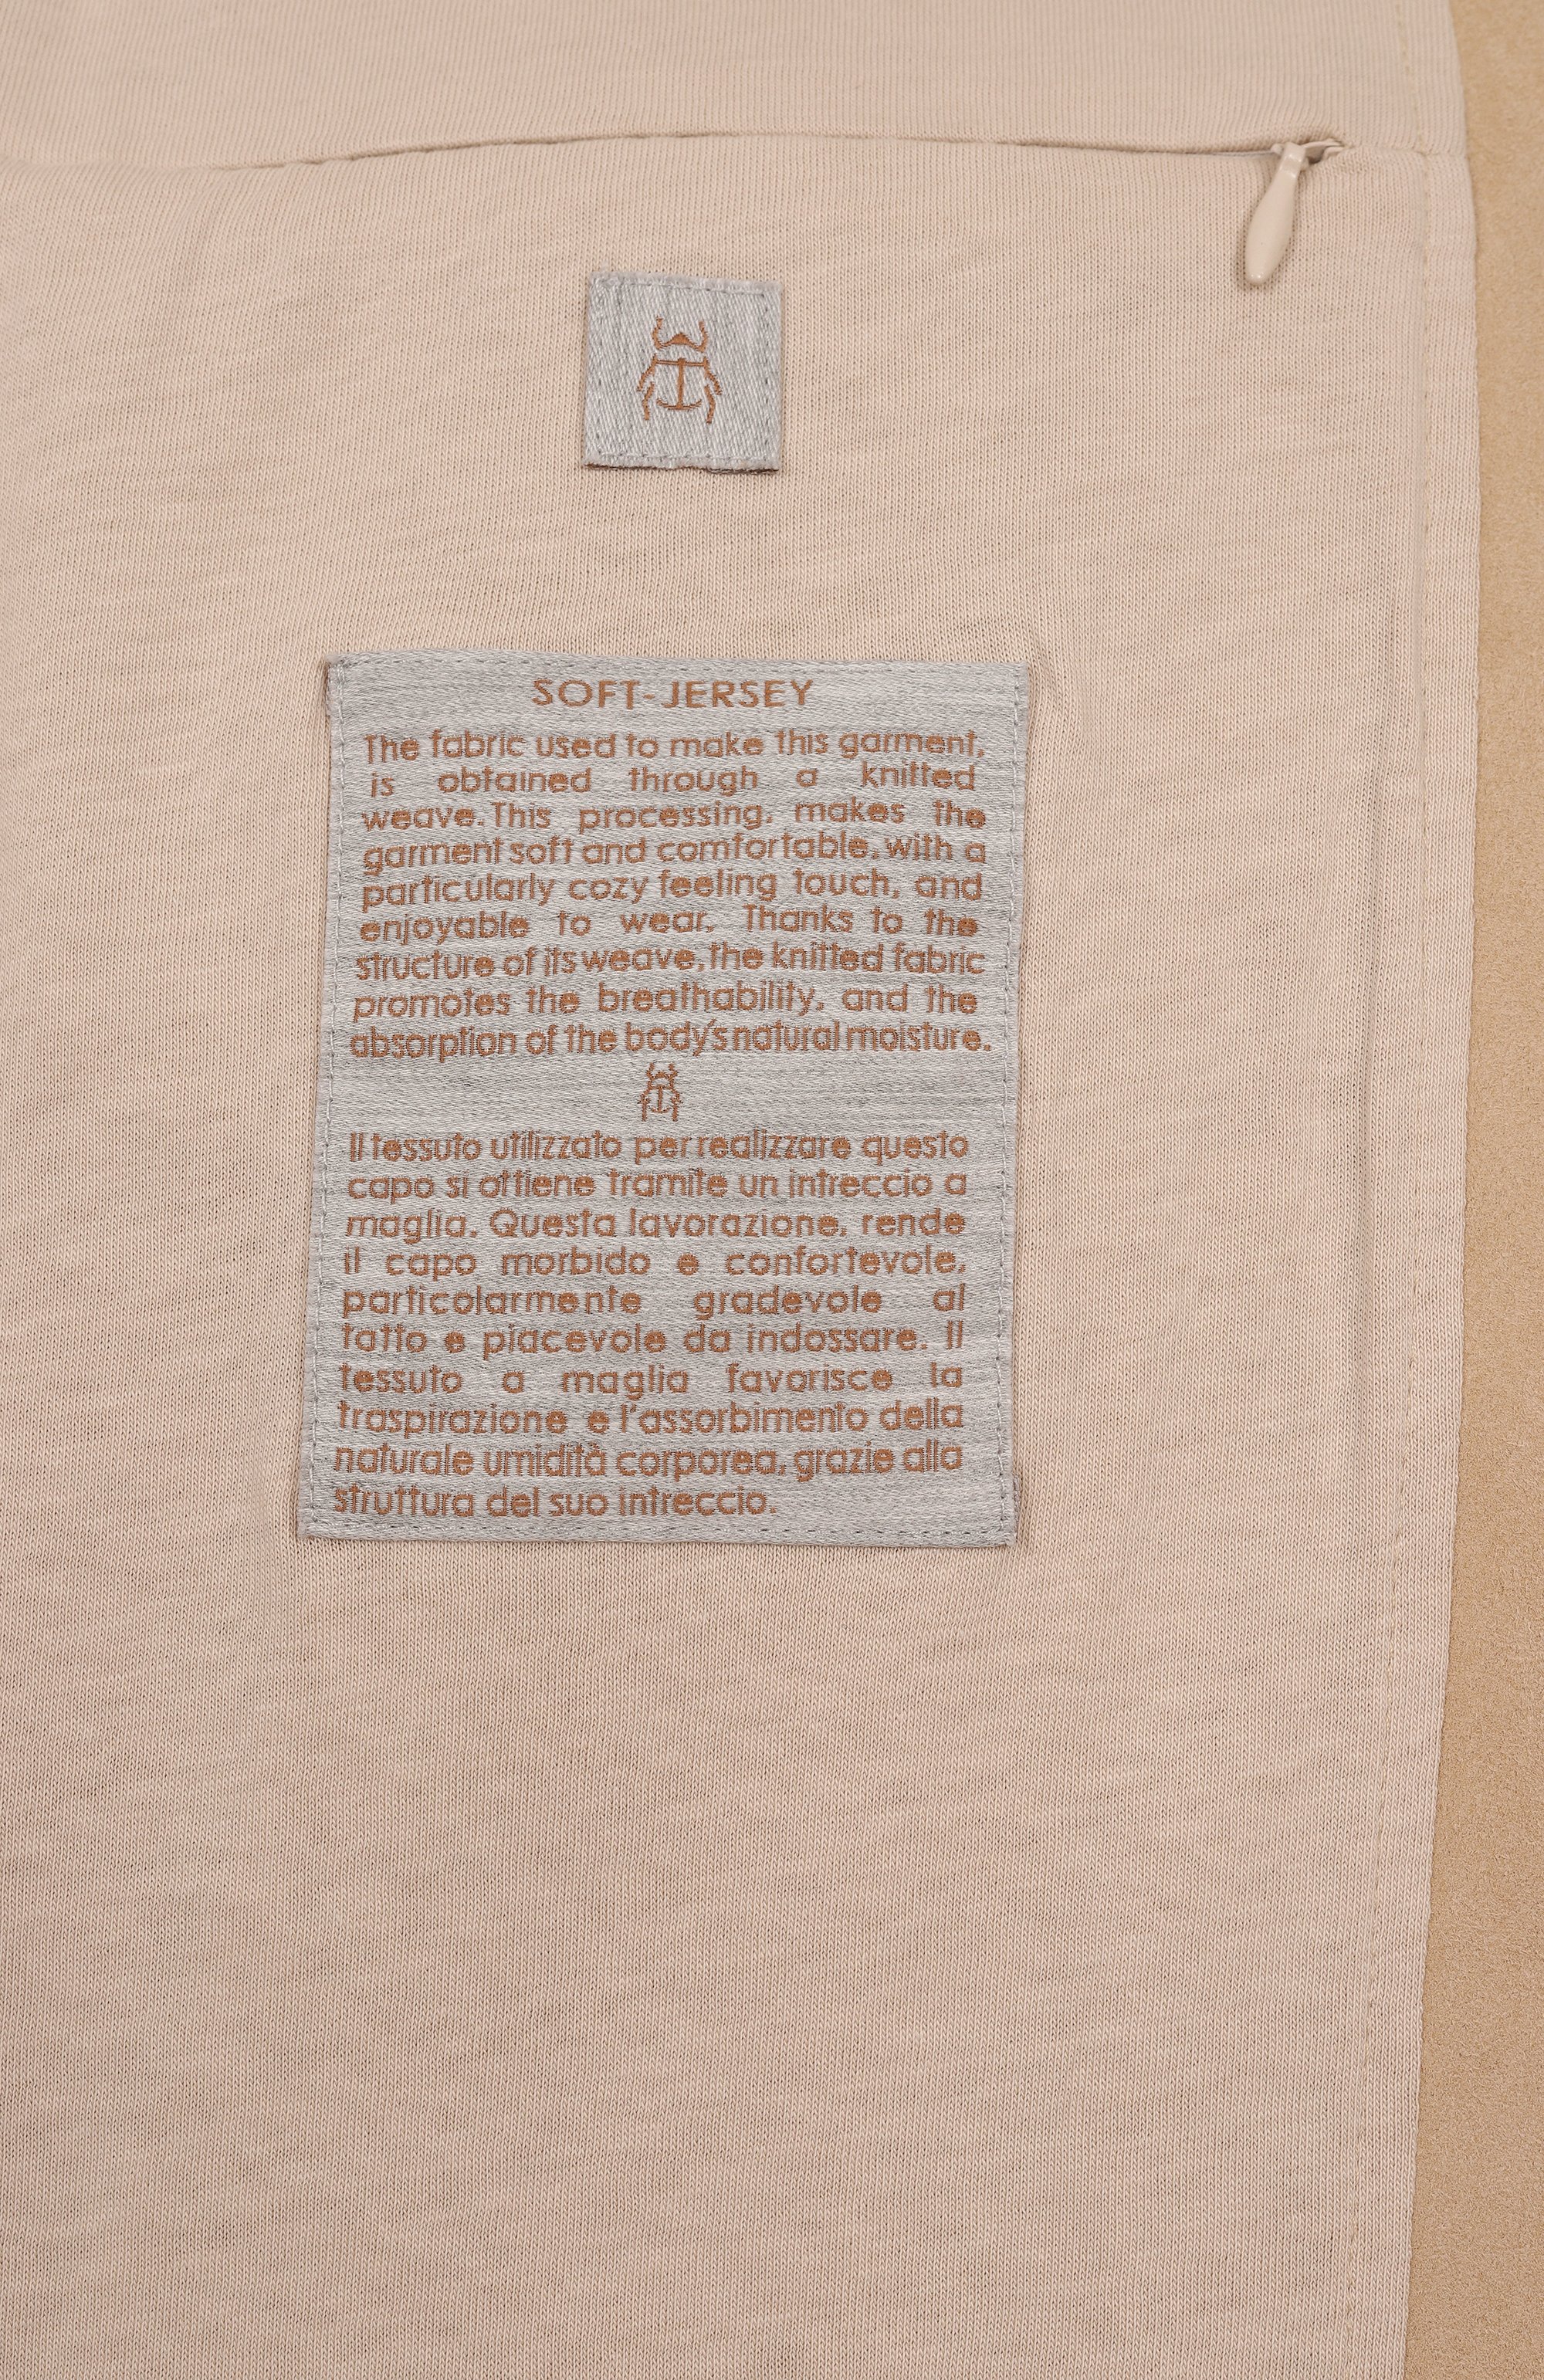 SOFT-JERSEY
The fabric used to make this garment,
is obtained through a knitted
weave. This processing, makes the
garment soft and comfortable, with a
particularly cozy feeling touch, and
enjoyable to wear. Thanks to the
structure of its weave, the knitted fabric
promotes the breathability, and the
absorption of the body's natural moisture.
Il tessuto utilizzato per realizzare questo
capo si ottiene tramite un intreccio a
maglia. Questa lavorazione, rende
il capo morbido e confortevole,
particolarmente gradevole al
tatto e piacevole da indossare. Il
tessuto a maglia favorisce la
traspirazione e l'assorbimento della
naturale umidità corporea, grazie alla
struttura del suo intreccio.